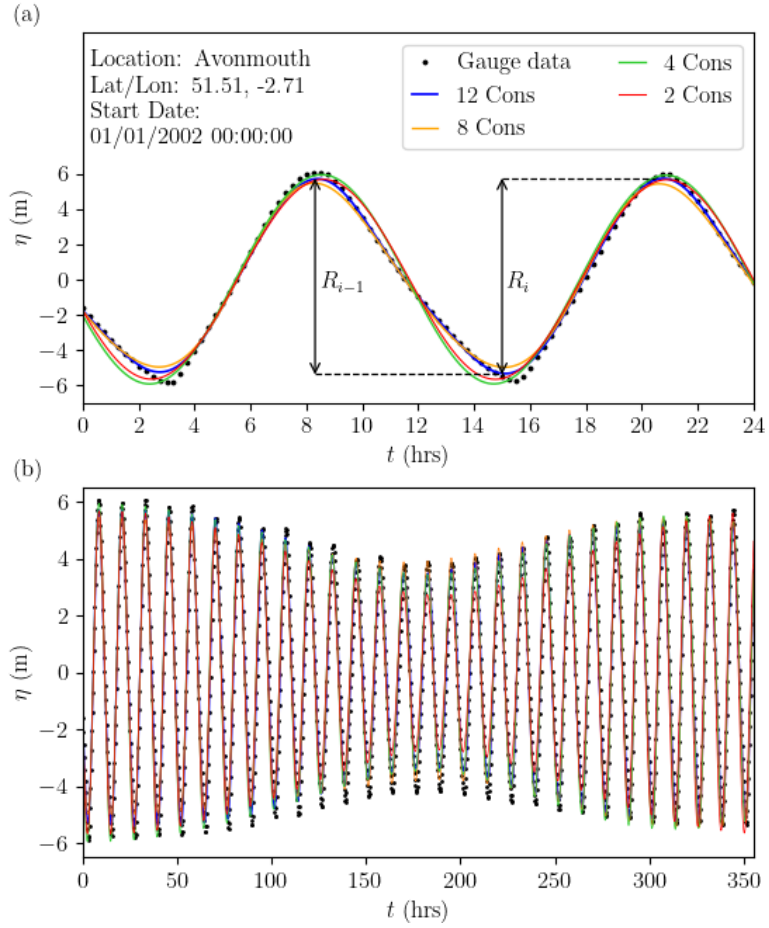 (a)
Location: Avonmouth
Lat/Lon: 51.51, -2.71
Start Date:
01/01/2002 00:00:00
Gauge data
12 Cons
8 Cons
4 Cons
2 Cons
6
4
2
0
−2
−4
−6
η (m)
R_{i−1}
R_i
0 2 4 6 8 10 12 14 16 18 20 22 24
t (hrs)
(b)
6
4
2
0
−2
−4
−6
η (m)
0 50 100 150 200 250 300 350
t (hrs)